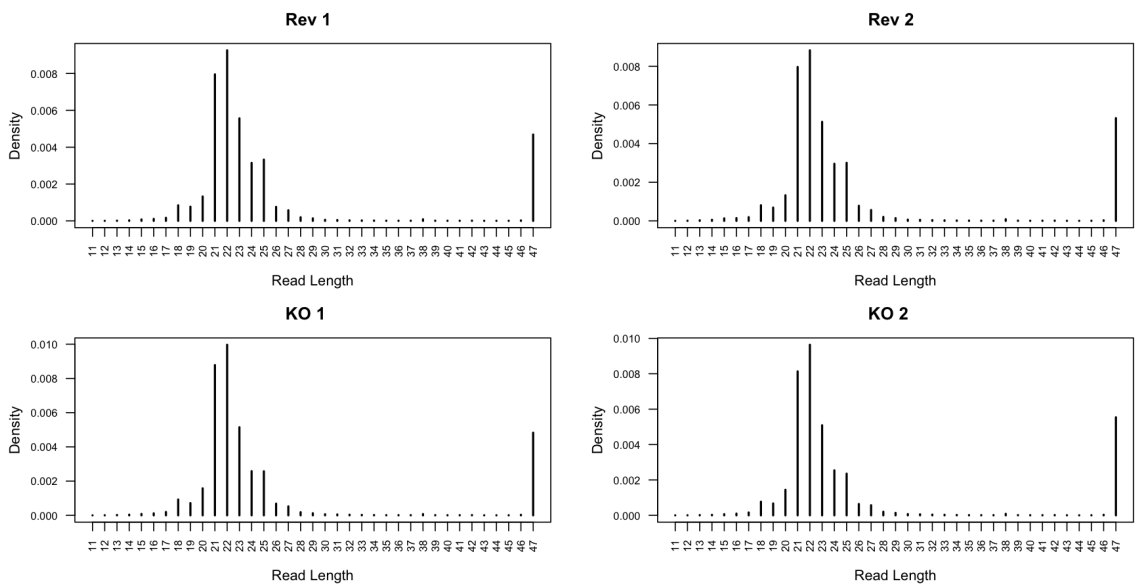 Rev 1
Density
0.008
0.006
0.004
0.002
0.000
11 12 13 14 15 16 17 18 19 20 21 22 23 24 25 26 27 28 29 30 31 32 33 34 35 36 37 38 39 40 41 42 43 44 45 46 47
Read Length
Rev 2
Density
0.008
0.006
0.004
0.002
0.000
11 12 13 14 15 16 17 18 19 20 21 22 23 24 25 26 27 28 29 30 31 32 33 34 35 36 37 38 39 40 41 42 43 44 45 46 47
Read Length
KO 1
Density
0.010
0.008
0.006
0.004
0.002
0.000
11 12 13 14 15 16 17 18 19 20 21 22 23 24 25 26 27 28 29 30 31 32 33 34 35 36 37 38 39 40 41 42 43 44 45 46 47
Read Length
KO 2
Density
0.010
0.008
0.006
0.004
0.002
0.000
11 12 13 14 15 16 17 18 19 20 21 22 23 24 25 26 27 28 29 30 31 32 33 34 35 36 37 38 39 40 41 42 43 44 45 46 47
Read Length